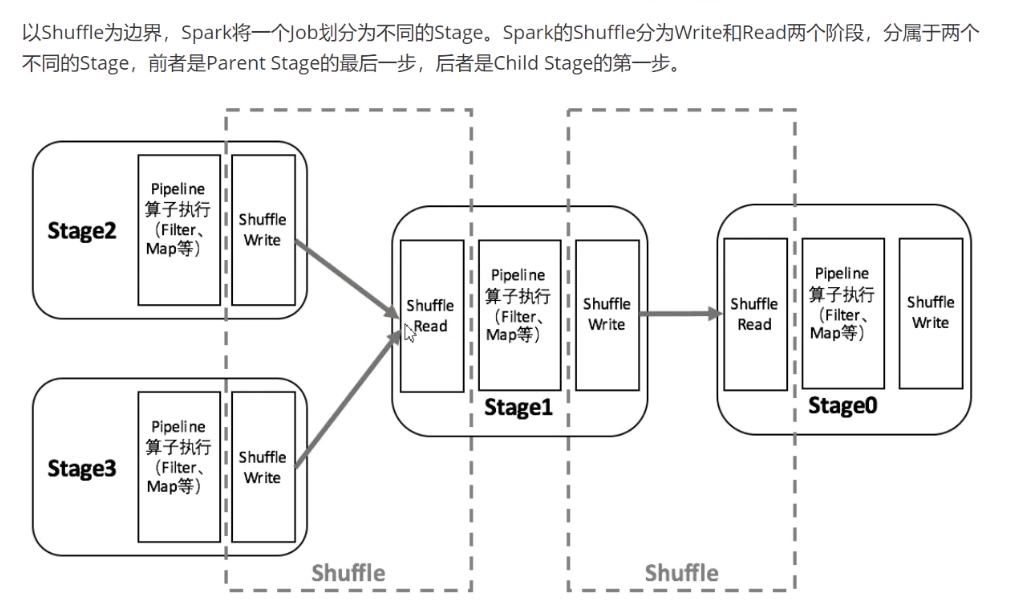 以Shuffle为边界，Spark将一个Job划分为不同的Stage。Spark的Shuffle分为Write和Read两个阶段，分属于两个
不同的Stage，前者是Parent Stage的最后一步，后者是Child Stage的第一步。
Stage2
Pipeline
算子执行
（Filter、
Map等）
Shuffle
Write
Stage3
Pipeline
算子执行
（Filter、
Map等）
Shuffle
Write
Shuffle
Read
Pipeline
算子执行
（Filter、
Map等）
Shuffle
Write
Stage1
Shuffle
Read
Pipeline
算子执行
（Filter、
Map等）
Shuffle
Write
Stage0
Shuffle
Shuffle